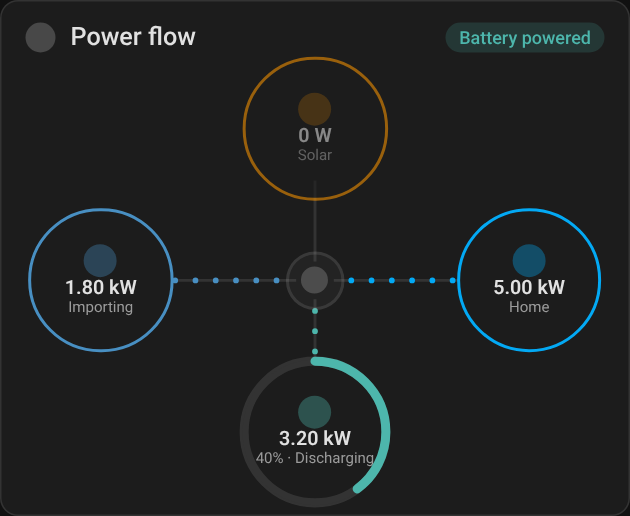 Power flow
Battery powered
0 W
Solar
1.80 kW
Importing
5.00 kW
Home
3.20 kW
40% · Discharging